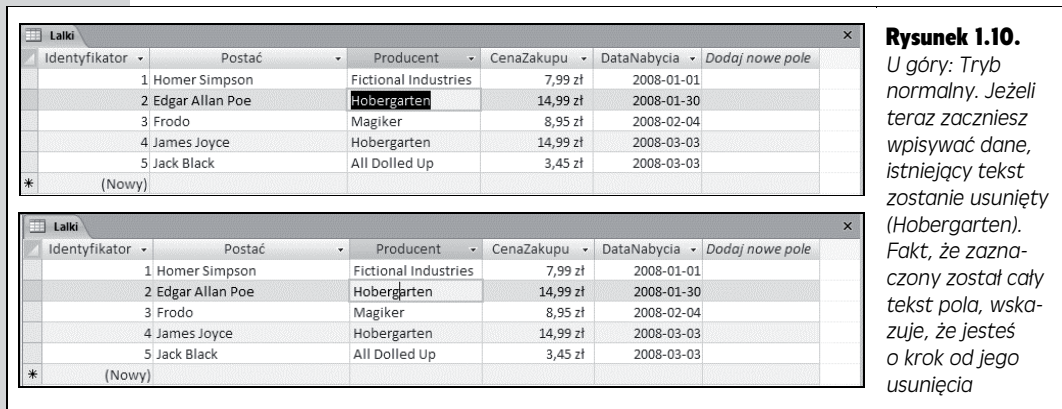 Lalki
Identyfikator Postać Producent CenaZakupu DataNabycia Dodaj nowe pole
1 Homer Simpson Fictional Industries 7,99 zł 2008-01-01
2 Edgar Allan Poe Hobergarten 14,99 zł 2008-01-30
3 Frodo Magiker 8,95 zł 2008-02-04
4 James Joyce Hobergarten 14,99 zł 2008-03-03
5 Jack Black All Dolled Up 3,45 zł 2008-03-03
* (Nowy)
Lalki
Identyfikator Postać Producent CenaZakupu DataNabycia Dodaj nowe pole
1 Homer Simpson Fictional Industries 7,99 zł 2008-01-01
2 Edgar Allan Poe Hobergarten 14,99 zł 2008-01-30
3 Frodo Magiker 8,95 zł 2008-02-04
4 James Joyce Hobergarten 14,99 zł 2008-03-03
5 Jack Black All Dolled Up 3,45 zł 2008-03-03
* (Nowy)
Rysunek 1.10.
U góry: Tryb
normalny. Jeżeli
teraz zaczniesz
wpisywać dane,
istniejący tekst
zostanie usunięty
(Hobergarten).
Fakt, że zazna-
czony został cały
tekst pola, wska-
zuje, że jesteś
o krok od jego
usunięcia